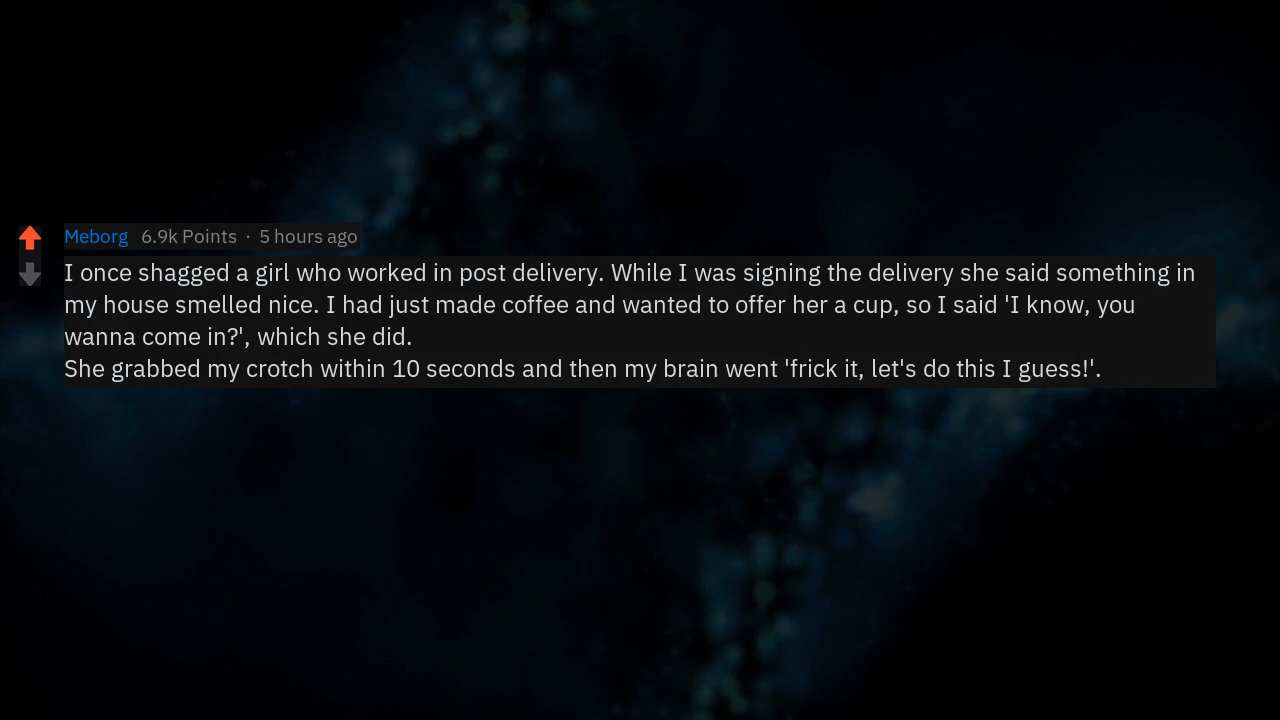 Meborg 6.9k Points · 5 hours ago
I once shagged a girl who worked in post delivery. While I was signing the delivery she said something in
my house smelled nice. I had just made coffee and wanted to offer her a cup, so I said 'I know, you
wanna come in?', which she did.
She grabbed my crotch within 10 seconds and then my brain went 'frick it, let's do this I guess!'.